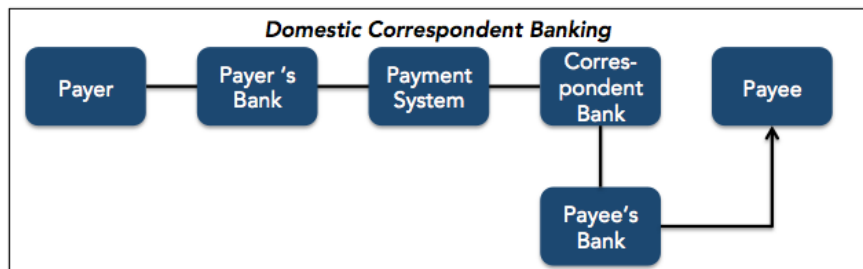 Domestic Correspondent Banking
Payer
Payer 's
Bank
Payment
System
Corres-
pondent
Bank
Payee
Payee's
Bank